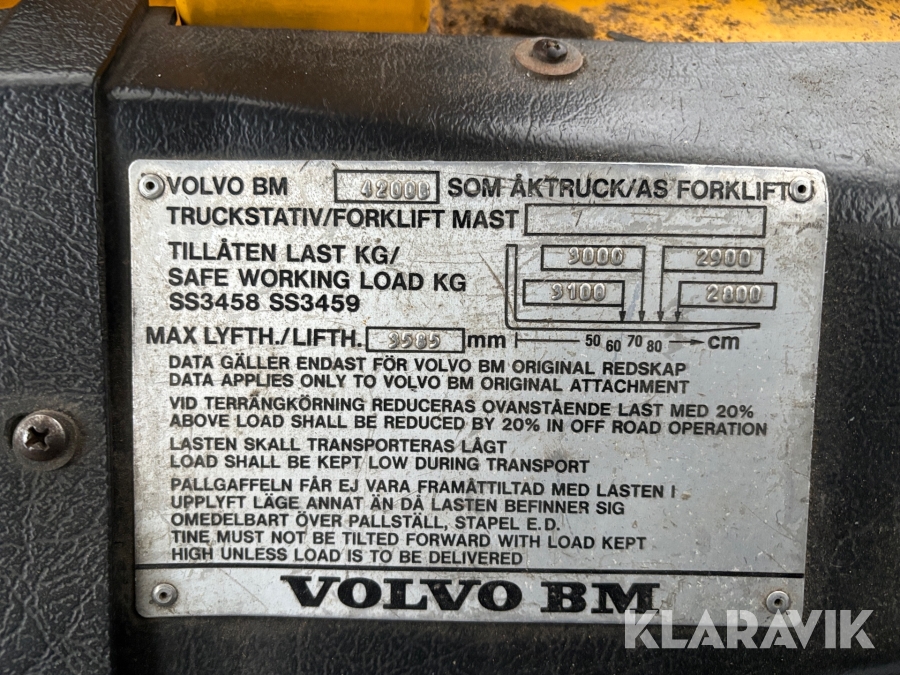 VOLVO BM 42000 SOM ÅKTRUCK/AS FORKLIFT
TRUCKSTATIV/FORKLIFT MAST
TILLÅTEN LAST KG/
SAFE WORKING LOAD KG
SS3458 SS3459
3000 2900
3100 2800
MAX LYFTH./LIFTH. 3585 mm 50 60 70 80 cm
DATA GÄLLER ENDAST FÖR VOLVO BM ORIGINAL REDSKAP
DATA APPLIES ONLY TO VOLVO BM ORIGINAL ATTACHMENT
VID TERRÄNGKÖRNING REDUCERAS OVANSTÅENDE LAST MED 20%
ABOVE LOAD SHALL BE REDUCED BY 20% IN OFF ROAD OPERATION
LASTEN SKALL TRANSPORTERAS LÅGT
LOAD SHALL BE KEPT LOW DURING TRANSPORT
PALLGAFFELN FÅR EJ VARA FRAMÅTTILTAD MED LASTEN I
UPPLYFT LÄGE ANNAT ÄN DÅ LASTEN BEFINNER SIG
OMEDELBART ÖVER PALLSTÄLL, STAPEL E.D.
TINE MUST NOT BE TILTED FORWARD WITH LOAD KEPT
HIGH UNLESS LOAD IS TO BE DELIVERED
VOLVO BM
KLARAVIK